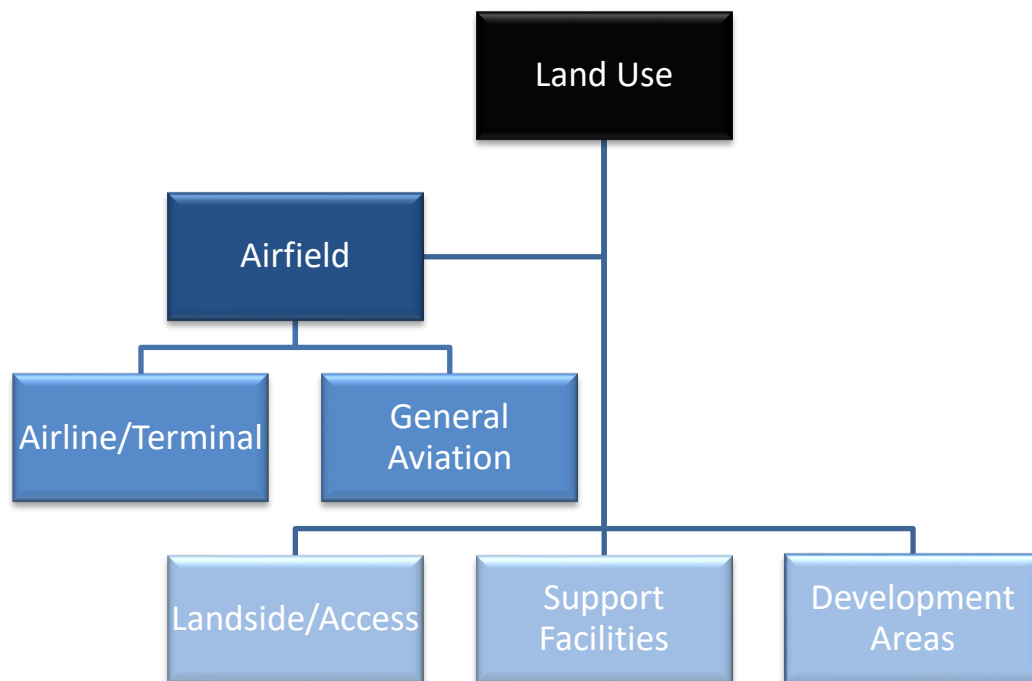 Land Use
Airfield
Airline/Terminal
General
Aviation
Landside/Access
Support
Facilities
Development
Areas